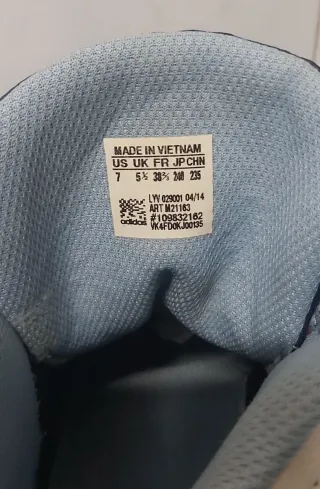 MADE IN VIETNAM
US UK FR JP CHN
7 5½ 38⅔ 240 235
LYV 029001 04/14
ART M21163
#109832162
adidas VK4FD0KJ00135